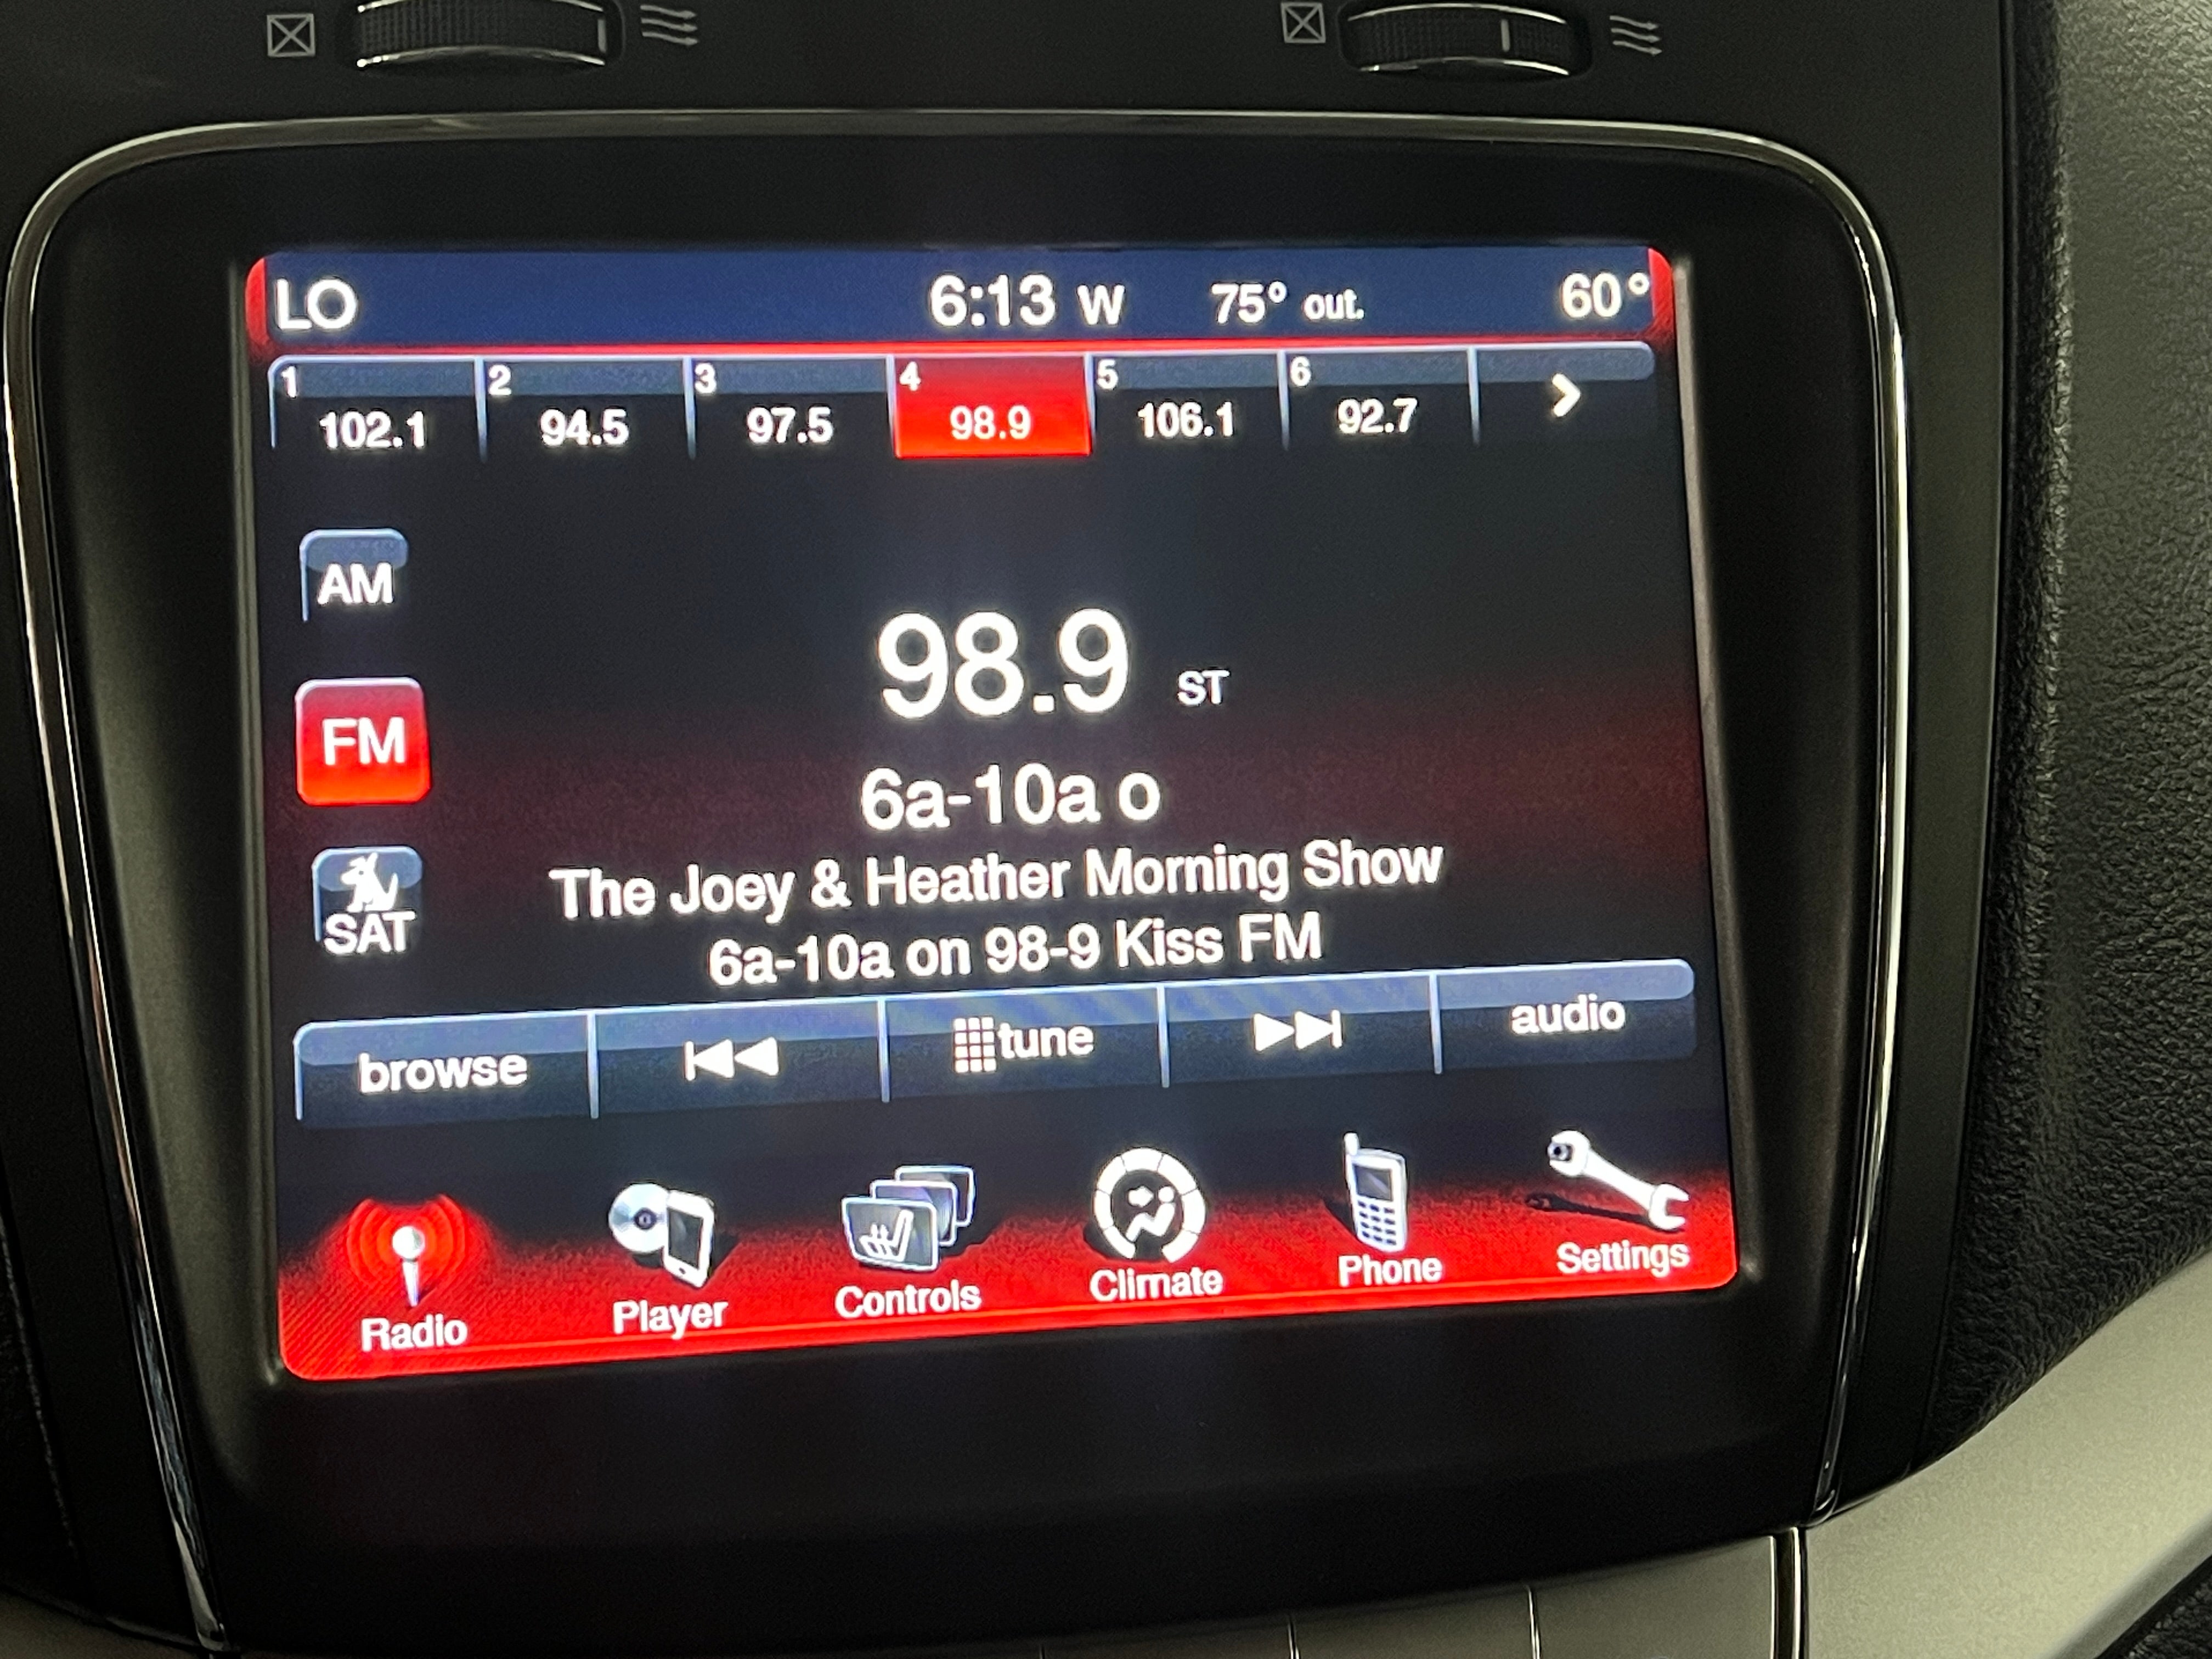 LO 6:13 W 75° out. 60°
1 2 3 4 5 6
102.1 94.5 97.5 98.9 106.1 92.7
AM
98.9 ST
FM
6a-10a o
The Joey & Heather Morning Show
SAT
6a-10a on 98-9 Kiss FM
browse tune audio
Radio Player Controls Climate Phone Settings